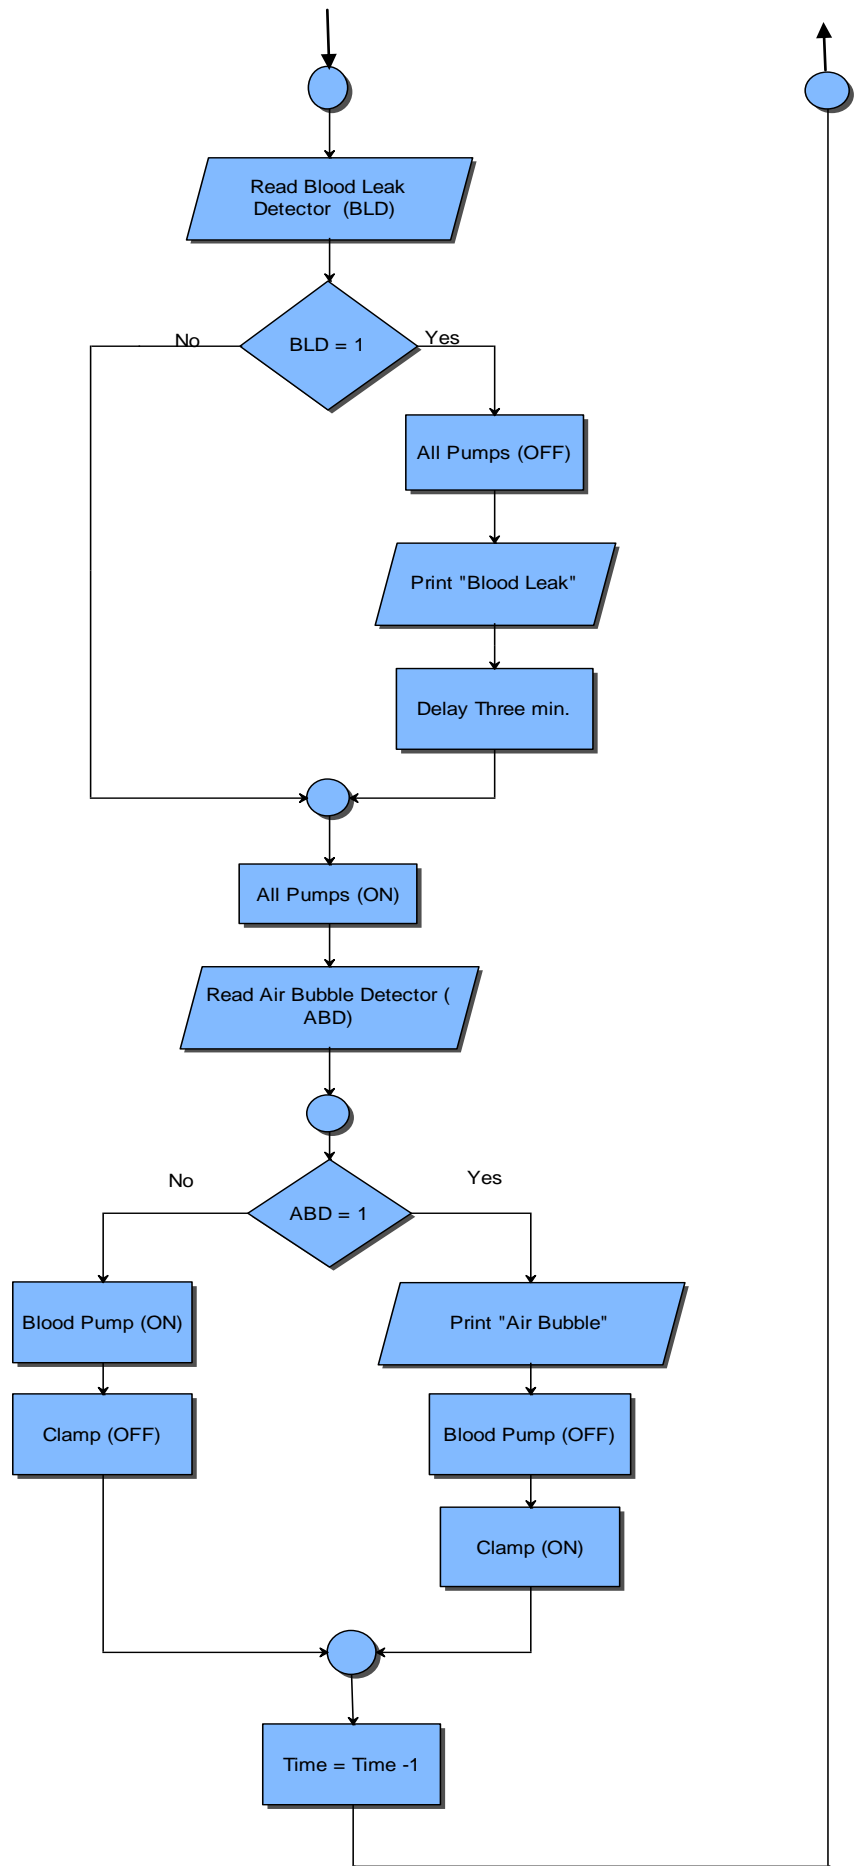 Read Blood Leak
Detector  (BLD)
BLD = 1
No
Yes
All Pumps (OFF)
Print "Blood Leak"
Delay Three min.
All Pumps (ON)
Read Air Bubble Detector (
ABD)
No
Yes
ABD = 1
Blood Pump (ON)
Print "Air Bubble"
Clamp (OFF)
Blood Pump (OFF)
Clamp (ON)
Time = Time -1